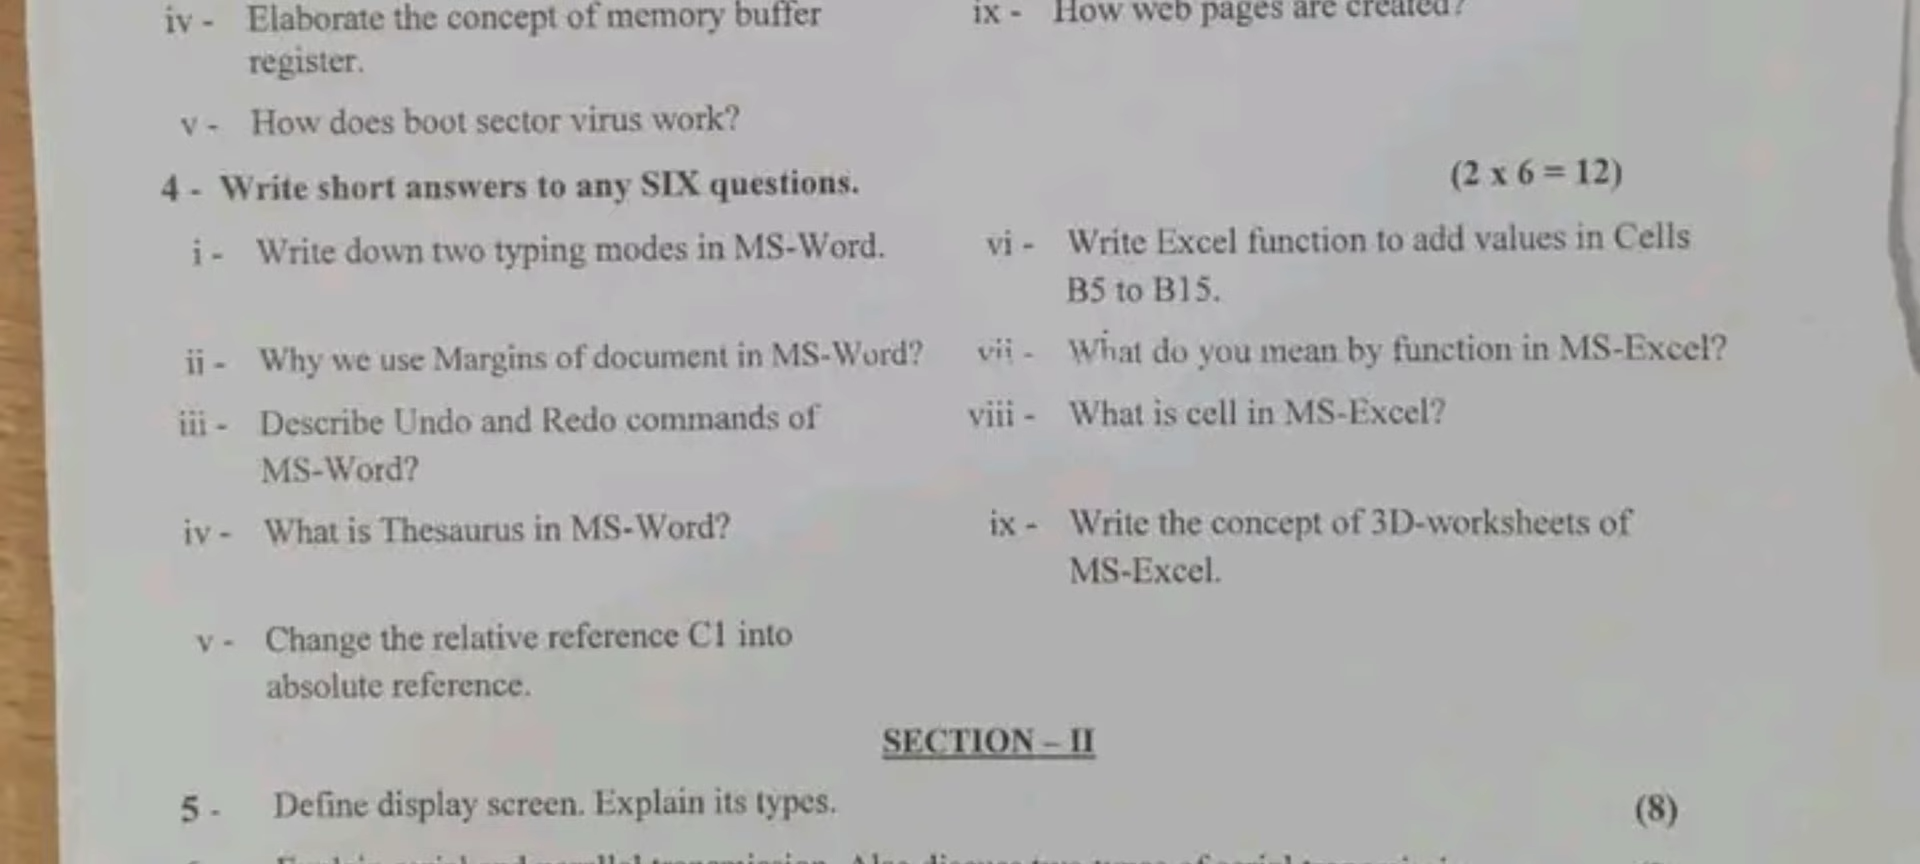 iv - Elaborate the concept of memory buffer
register.
ix - How web pages are created?
v - How does boot sector virus work?
4 - Write short answers to any SIX questions. (2 x 6 = 12)
i - Write down two typing modes in MS-Word.
vi - Write Excel function to add values in Cells
B5 to B15.
ii - Why we use Margins of document in MS-Word?
vii - What do you mean by function in MS-Excel?
iii - Describe Undo and Redo commands of
MS-Word?
viii - What is cell in MS-Excel?
iv - What is Thesaurus in MS-Word?
ix - Write the concept of 3D-worksheets of
MS-Excel.
v - Change the relative reference C1 into
absolute reference.
SECTION - II
5 - Define display screen. Explain its types. (8)